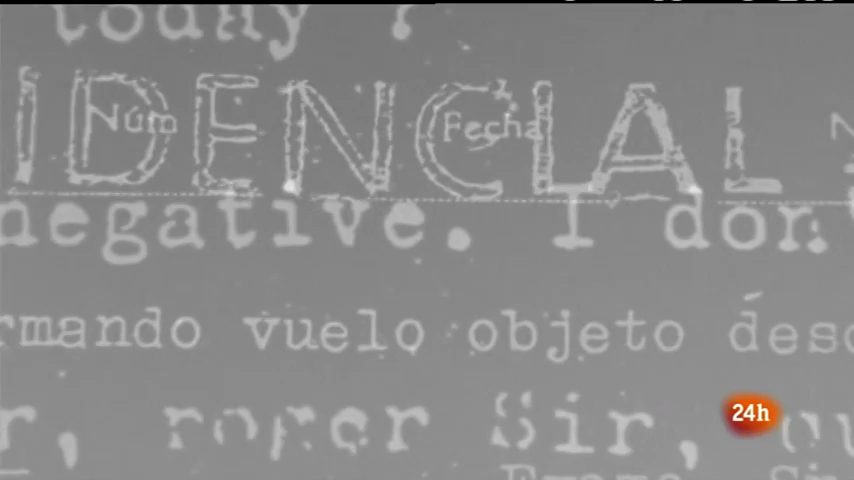 today ?
IDENCIAL
Núm Fecha
negative. I don
rmando vuelo objeto desc
r, roger Sir,
24h